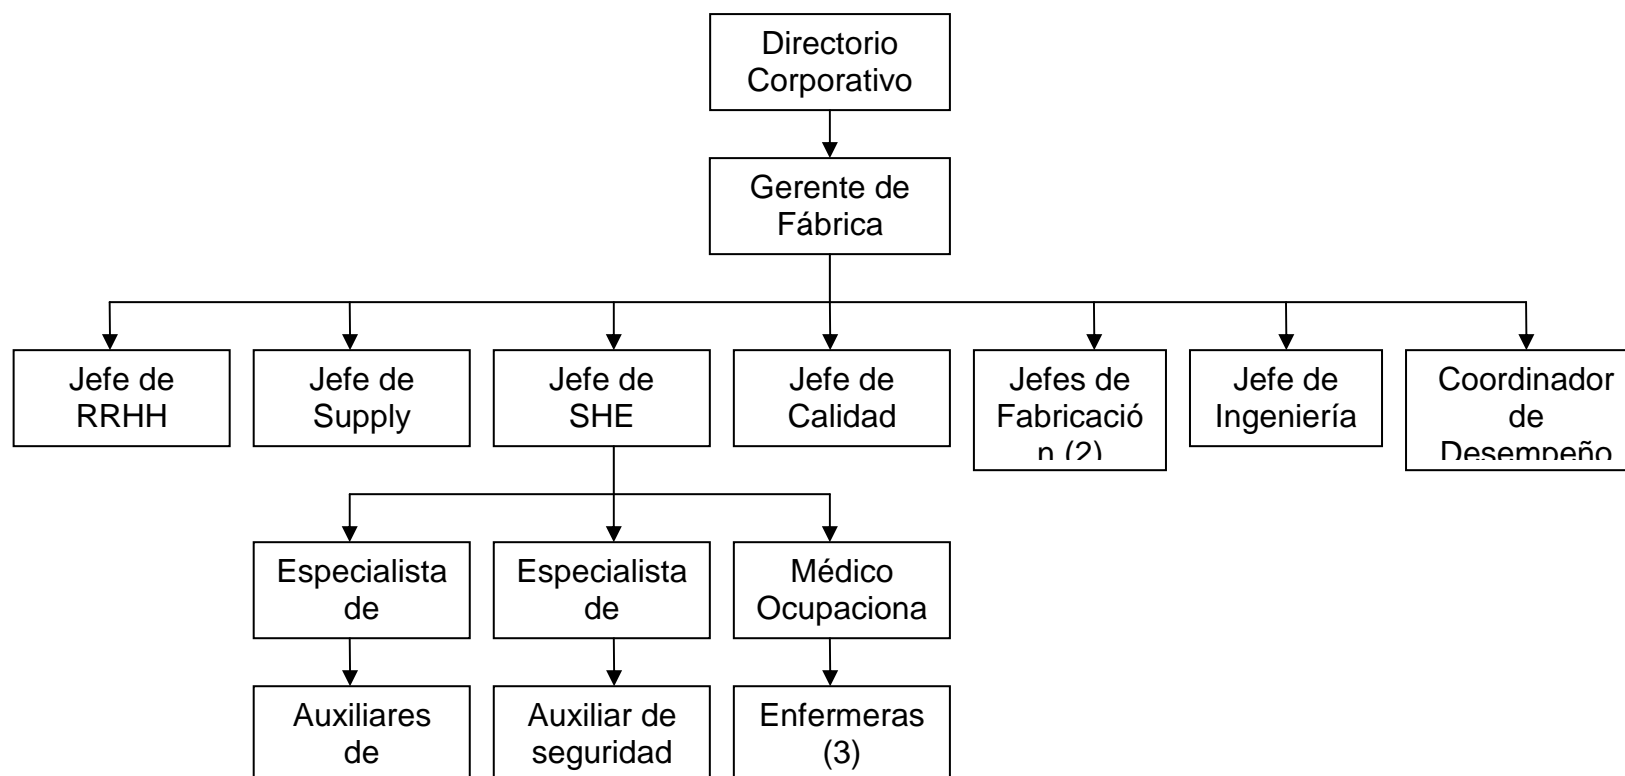 Directorio
Corporativo
Gerente de
Fábrica
Jefe de
RRHH
Jefe de
Supply
Jefe de
SHE
Jefe de
Calidad
Jefes de
Fabricació
n (2)
Jefe de
Ingeniería
Coordinador
de
Desempeño
Especialista
de
Especialista
de
Médico
Ocupaciona
Auxiliares
de
Auxiliar de
seguridad
Enfermeras
(3)